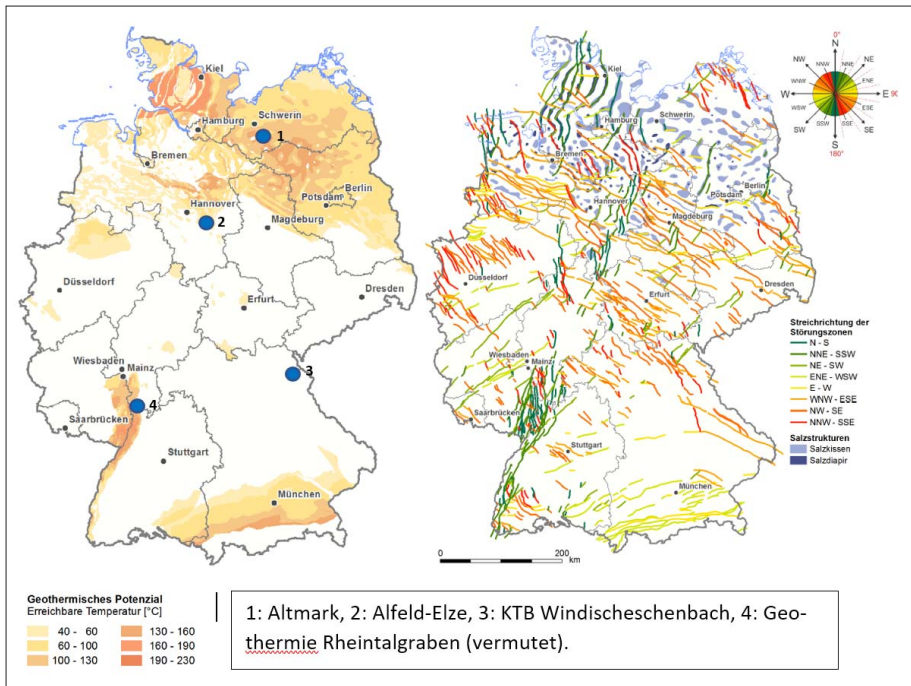 Kiel
Schwerin
Hamburg
1
Bremen
Berlin
Potsdam
Hannover
2
Magdeburg
Düsseldorf
Erfurt
Dresden
Wiesbaden
Mainz
3
4
Saarbrücken
Stuttgart
München
Kiel
Schwerin
Hamburg
Bremen
Berlin
Potsdam
Hannover
Magdeburg
Düsseldorf
Erfurt
Dresden
Wiesbaden
Mainz
Saarbrücken
Stuttgart
München
0°
N
NW NNW NNE NE
WNW ENE
W E 90
WSW ESE
SW SSW SSE SE
S
180°
Streichrichtung der
Störungszonen
N - S
NNE - SSW
NE - SW
ENE - WSW
E - W
WNW - ESE
NW - SE
NNW - SSE
Salzstrukturen
Salzkissen
Salzdiapir
0 200
km
Geothermisches Potenzial
Erreichbare Temperatur [°C]
40 - 60 130 - 160
60 - 100 160 - 190
100 - 130 190 - 230
1: Altmark, 2: Alfeld-Elze, 3: KTB Windischeschenbach, 4: Geo-
thermie Rheintalgraben (vermutet).